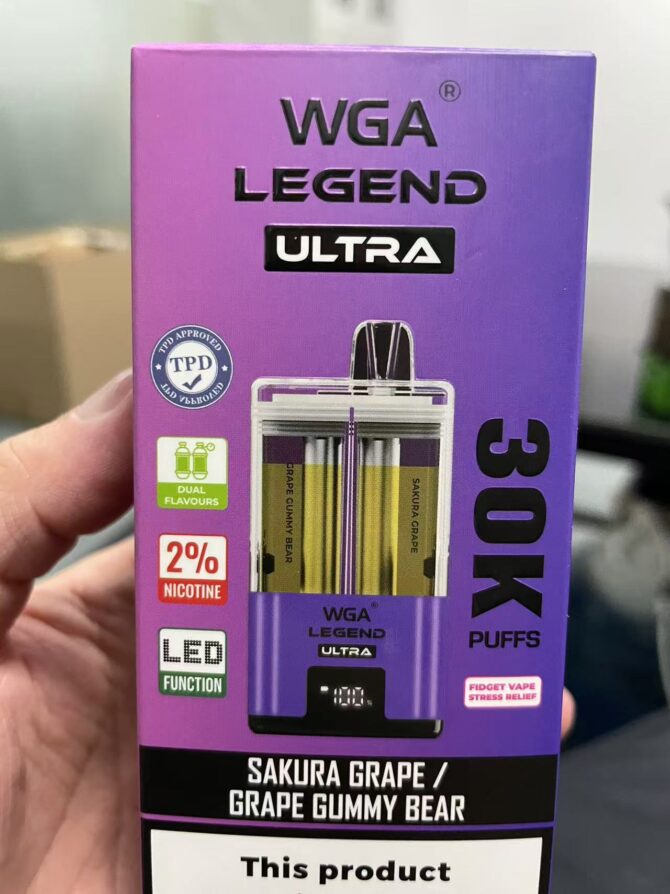 WGA®
LEGEND
ULTRA
TPD APPROVED
TPD
TPD APPROVED
DUAL
FLAVOURS
2%
NICOTINE
LED
FUNCTION
GRAPE GUMMY BEAR
SAKURA GRAPE
WGA®
LEGEND
ULTRA
100%
30K
PUFFS
FIDGET VAPE
STRESS RELIEF
SAKURA GRAPE /
GRAPE GUMMY BEAR
This product